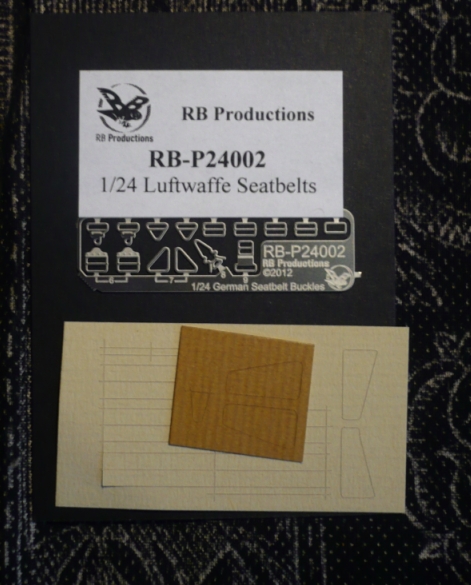 RB Productions
RB Productions
RB-P24002
1/24 Luftwaffe Seatbelts
RB-P24002
RB Productions
©2012
1/24 German Seatbelt Buckles